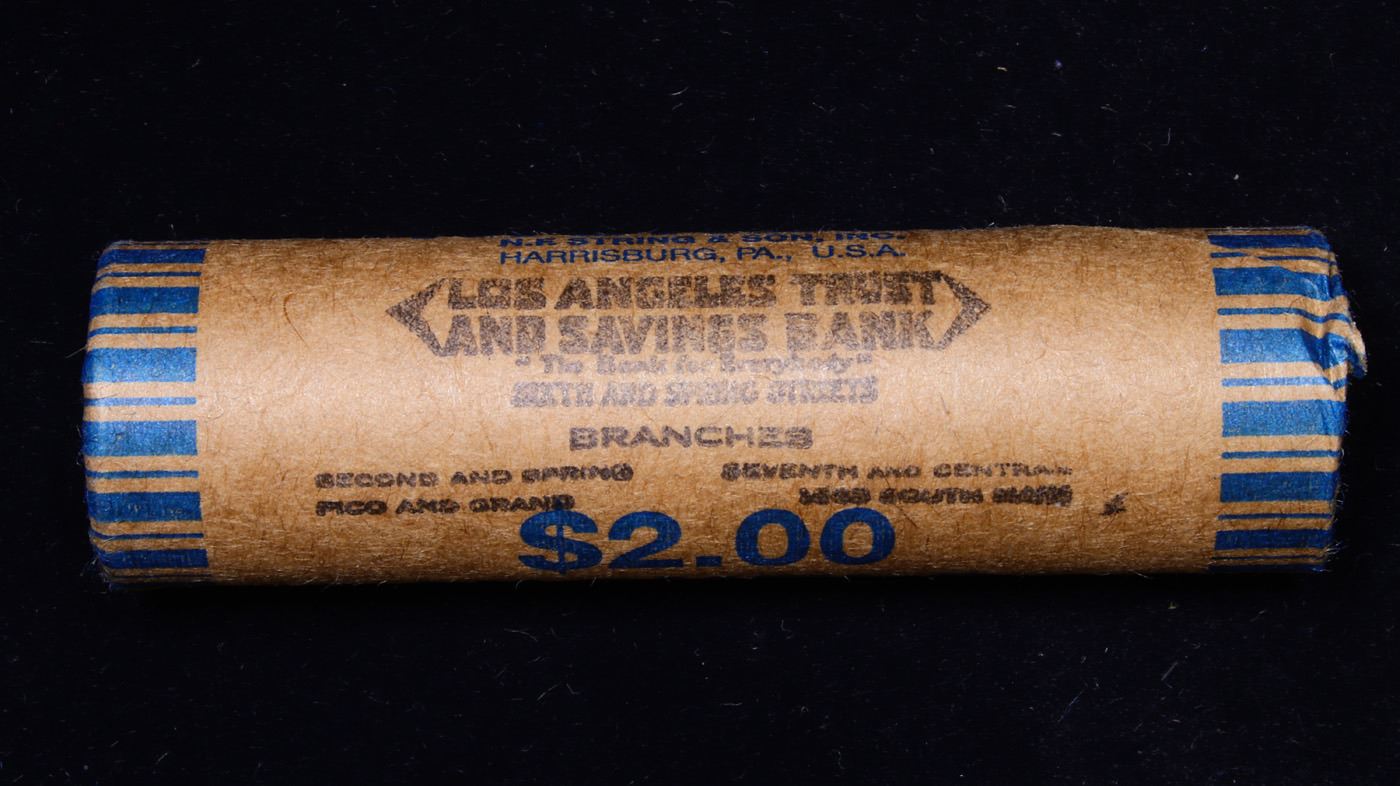 N.F. STRING & SON, INC.
HARRISBURG, PA., U.S.A.
LOS ANGELES TRUST
AND SAVINGS BANK
"The Bank for Everybody"
SIXTH AND SPRING STREETS
BRANCHES
SECOND AND SPRING SEVENTH AND CENTRAL
PICO AND GRAND SOUTH MAIN
$2.00